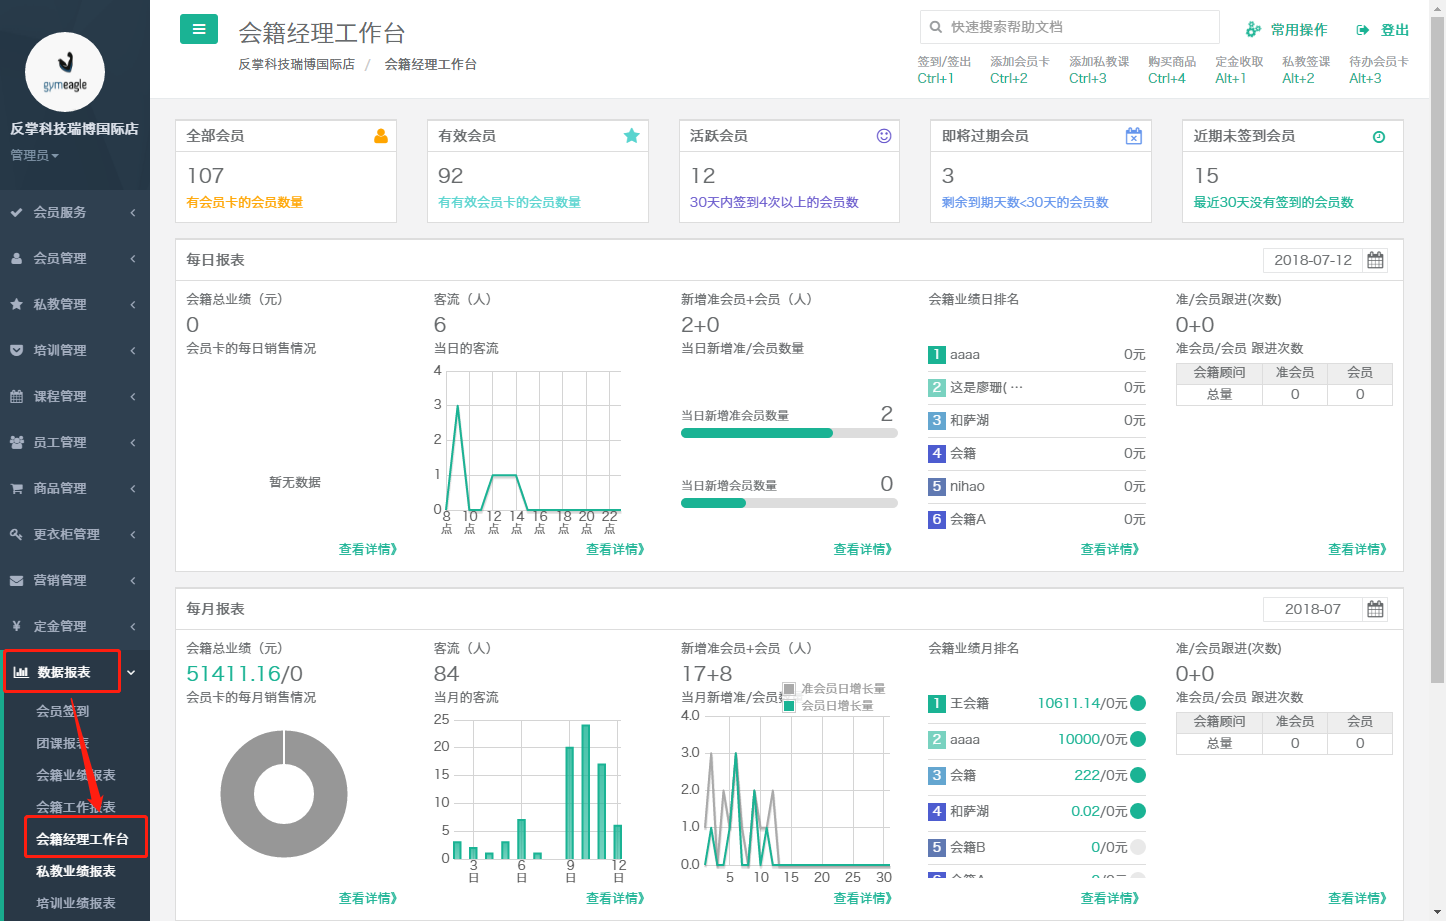 gymeagle
反掌科技瑞博国际店
管理员
会员服务
会员管理
私教管理
培训管理
课程管理
员工管理
商品管理
更衣柜管理
营销管理
定金管理
数据报表
会员签到
团课报表
会籍业绩报表
会籍工作报表
会籍经理工作台
私教业绩报表
培训业绩报表
会籍经理工作台
反掌科技瑞博国际店 / 会籍经理工作台
快速搜索帮助文档
常用操作
登出
签到/签出 添加会员卡 添加私教课 购买商品 定金收取 私教签课 待办会员卡
Ctrl+1 Ctrl+2 Ctrl+3 Ctrl+4 Alt+1 Alt+2 Alt+3
全部会员
107
有会员卡的会员数量
有效会员
92
有有效会员卡的会员数量
活跃会员
12
30天内签到4次以上的会员数
即将过期会员
3
剩余到期天数<30天的会员数
近期未签到会员
15
最近30天没有签到的会员数
每日报表
2018-07-12
会籍总业绩（元）
0
会员卡的每日销售情况
暂无数据
查看详情》
客流（人）
6
当日的客流
4
3
2
1
0
8 10 12 14 16 18 20 22
点 点 点 点 点 点 点 点
查看详情》
新增准会员+会员（人）
2+0
当日新增准/会员数量
当日新增准会员数量 2
当日新增会员数量 0
查看详情》
会籍业绩日排名
1 aaaa 0元
2 这是廖珊( ··· 0元
3 和萨湖 0元
4 会籍 0元
5 nihao 0元
6 会籍A 0元
查看详情》
准/会员跟进(次数)
0+0
准会员/会员 跟进次数
会籍顾问 准会员 会员
总量 0 0
查看详情》
每月报表
2018-07
会籍总业绩（元）
51411.16/0
会员卡的每月销售情况
查看详情》
客流（人）
84
当月的客流
25
20
15
10
5
0
3 6 9 12
日 日 日 日
查看详情》
新增准会员+会员（人）
17+8
当月新增准/会员数
准会员日增长量
会员日增长量
4.0
3.0
2.0
1.0
0.0
5 10 15 20 25 30
查看详情》
会籍业绩月排名
1 王会籍 10611.14/0元
2 aaaa 10000/0元
3 会籍 222/0元
4 和萨湖 0.02/0元
5 会籍B 0/0元
6 会籍A 0/0元
查看详情》
准/会员跟进(次数)
0+0
准会员/会员 跟进次数
会籍顾问 准会员 会员
总量 0 0
查看详情》